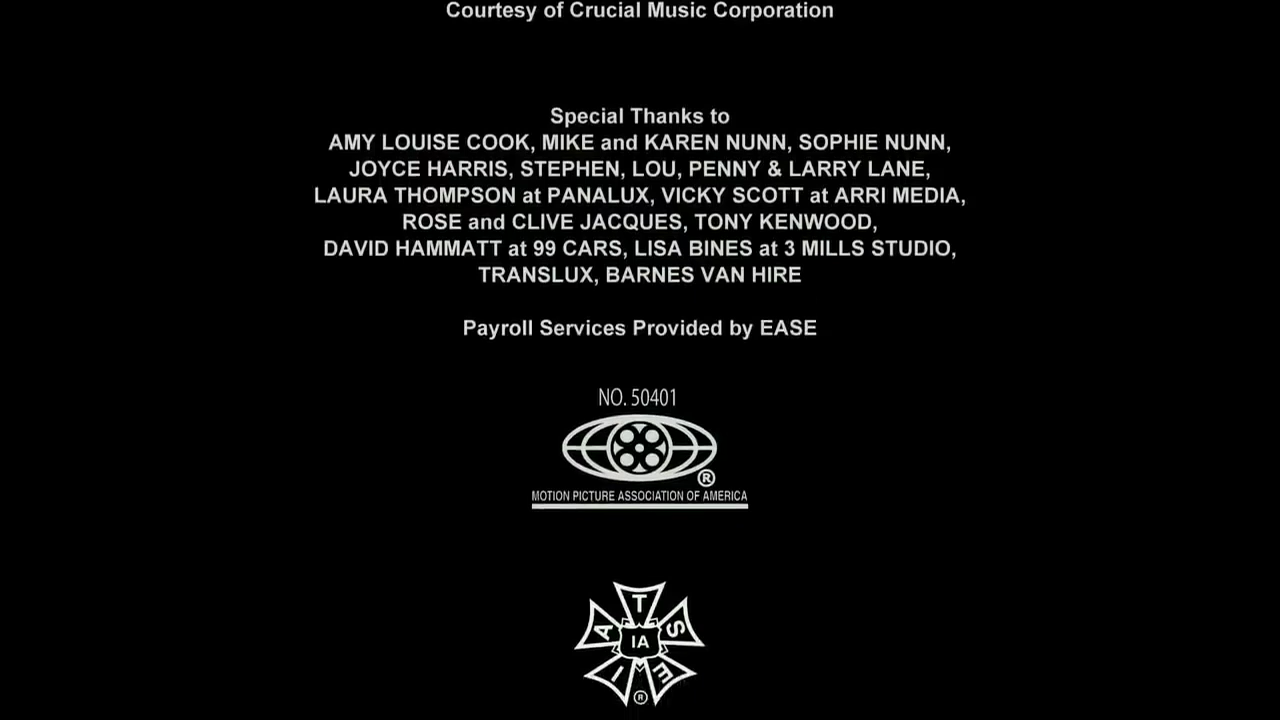 Courtesy of Crucial Music Corporation
Special Thanks to
AMY LOUISE COOK, MIKE and KAREN NUNN, SOPHIE NUNN,
JOYCE HARRIS, STEPHEN, LOU, PENNY & LARRY LANE,
LAURA THOMPSON at PANALUX, VICKY SCOTT at ARRI MEDIA,
ROSE and CLIVE JACQUES, TONY KENWOOD,
DAVID HAMMATT at 99 CARS, LISA BINES at 3 MILLS STUDIO,
TRANSLUX, BARNES VAN HIRE
Payroll Services Provided by EASE
NO. 50401
®
MOTION PICTURE ASSOCIATION OF AMERICA
I A T S E
IA
®